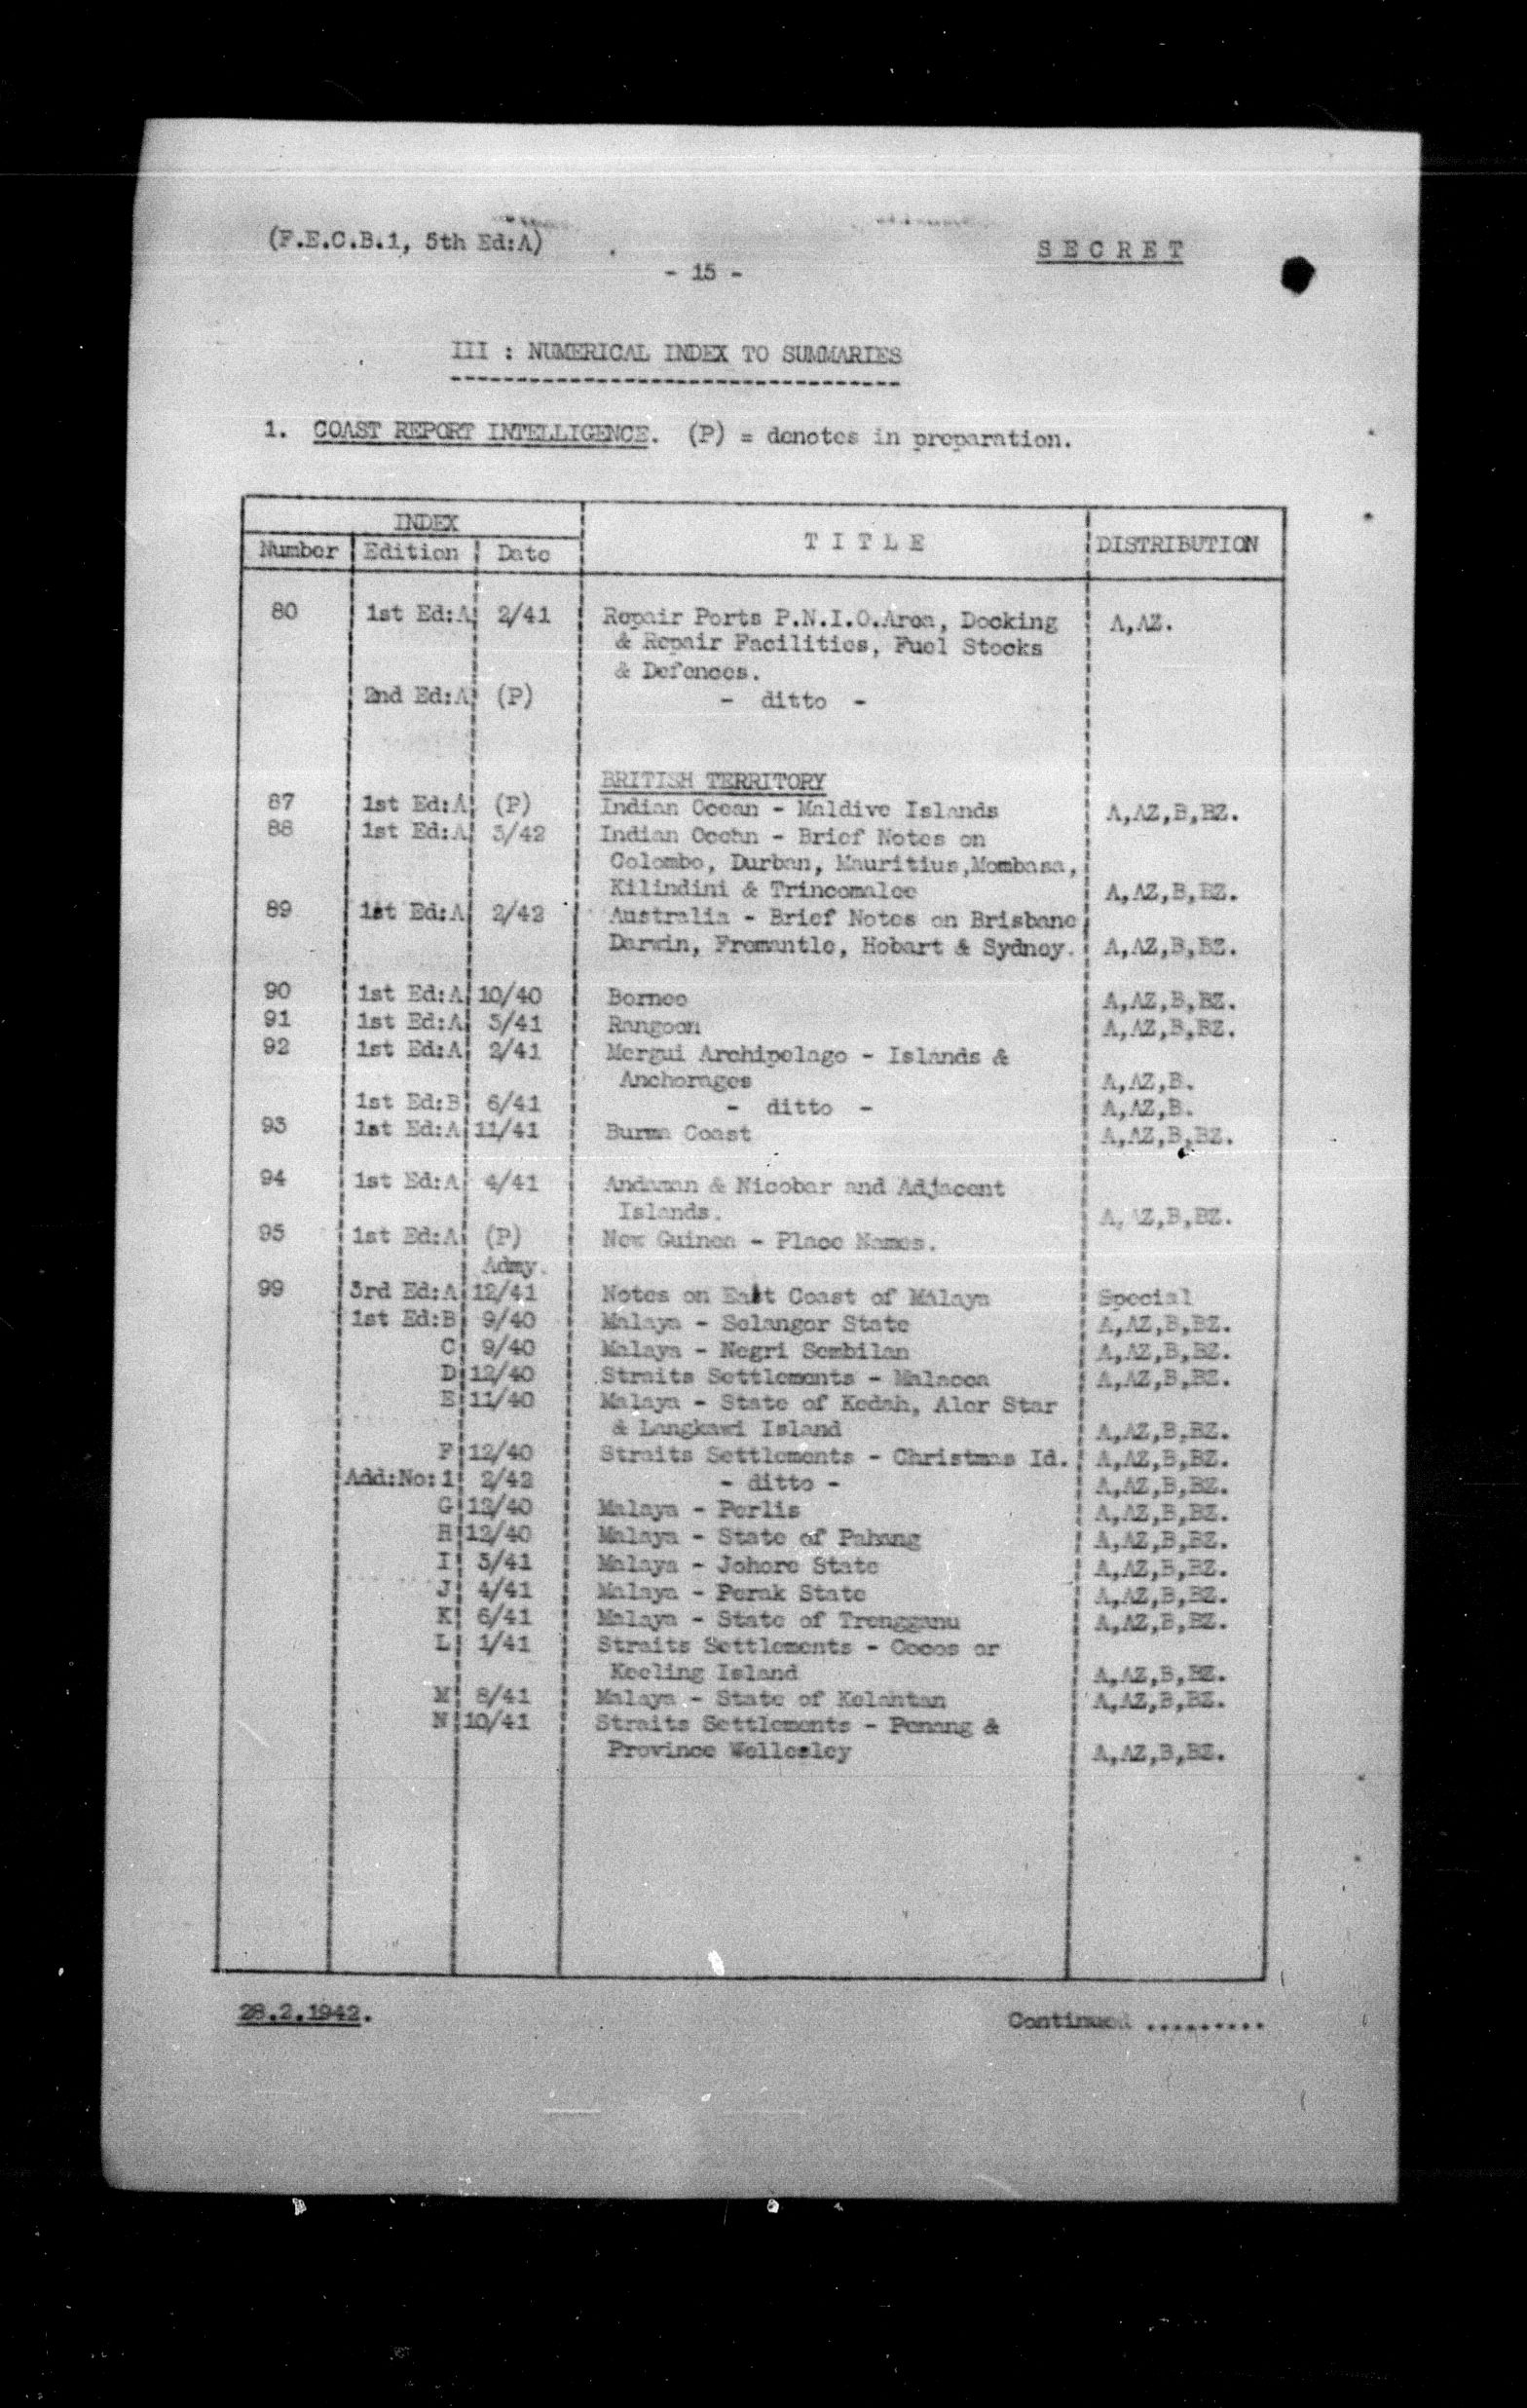 (F.E.C.B.1, 5th Ed:A)
SECRET
- 15 -
III : NUMERICAL INDEX TO SUMMARIES
1. COAST REPORT INTELLIGENCE. (P) = denotes in preparation.
INDEX
Number Edition Date TITLE DISTRIBUTION
80 1st Ed:A 2/41 Repair Ports P.N.I.O.Area, Docking A,AZ.
& Repair Facilities, Fuel Stocks
& Defences.
2nd Ed:A (P) - ditto -
BRITISH TERRITORY
87 1st Ed:A (P) Indian Ocean - Maldive Islands A,AZ,B,BZ.
88 1st Ed:A 3/42 Indian Ocean - Brief Notes on
Colombo, Durban, Mauritius,Mombasa,
Kilindini & Trincomalee A,AZ,B,BZ.
89 1st Ed:A 2/42 Australia - Brief Notes on Brisbane
Darwin, Fremantle, Hobart & Sydney. A,AZ,B,BZ.
90 1st Ed:A 10/40 Borneo A,AZ,B,BZ.
91 1st Ed:A 3/41 Rangoon A,AZ,B,BZ.
92 1st Ed:A 2/41 Mergui Archipelago - Islands &
Anchorages A,AZ,B.
1st Ed:B 6/41 - ditto - A,AZ,B.
93 1st Ed:A 11/41 Burma Coast A,AZ,B,BZ.
94 1st Ed:A 4/41 Andaman & Nicobar and Adjacent
Islands. A,AZ,B,BZ.
95 1st Ed:A (P) New Guinea - Place Names.
Admy.
99 3rd Ed:A 12/41 Notes on East Coast of Malaya Special
1st Ed:B 9/40 Malaya - Selangor State A,AZ,B,BZ.
C 9/40 Malaya - Negri Sembilan A,AZ,B,BZ.
D 12/40 Straits Settlements - Malacca A,AZ,B,BZ.
E 11/40 Malaya - State of Kedah, Alor Star
& Langkawi Island A,AZ,B,BZ.
F 12/40 Straits Settlements - Christmas Id. A,AZ,B,BZ.
Add:No:1 2/42 - ditto - A,AZ,B,BZ.
G 12/40 Malaya - Perlis A,AZ,B,BZ.
H 12/40 Malaya - State of Pahang A,AZ,B,BZ.
I 3/41 Malaya - Johore State A,AZ,B,BZ.
J 4/41 Malaya - Perak State A,AZ,B,BZ.
K 6/41 Malaya - State of Trengganu A,AZ,B,BZ.
L 1/41 Straits Settlements - Cocos or
Keeling Island A,AZ,B,BZ.
M 8/41 Malaya - State of Kelantan A,AZ,B,BZ.
N 10/41 Straits Settlements - Penang &
Province Wellesley A,AZ,B,BZ.
28.2.1942.
Continued .........